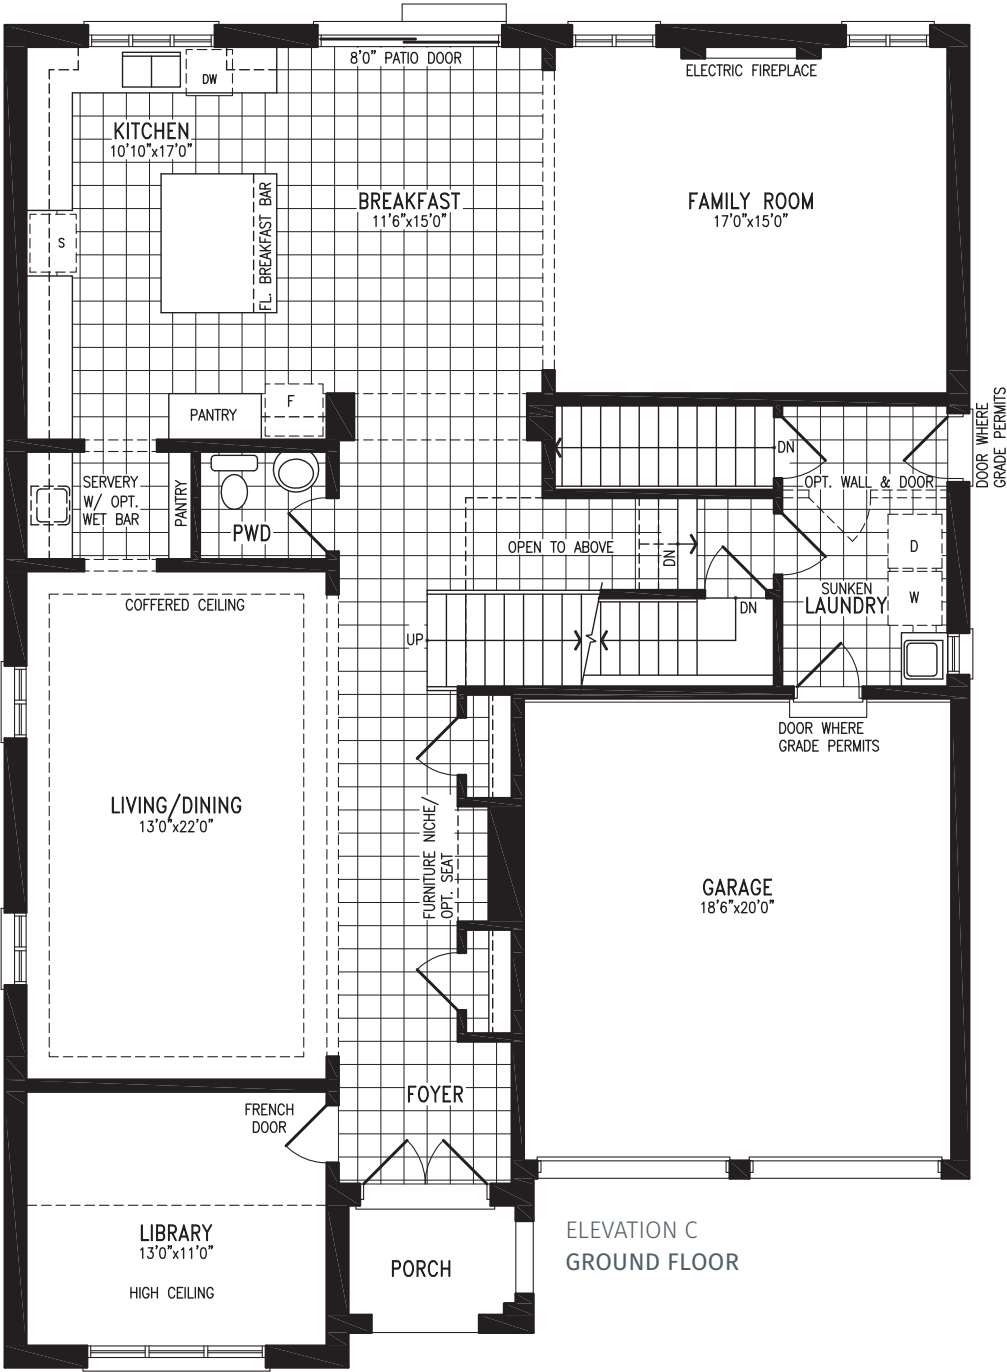 8'0" PATIO DOOR
ELECTRIC FIREPLACE
DW
KITCHEN
10'10"x17'0"
BREAKFAST
11'6"x15'0"
FAMILY ROOM
17'0"x15'0"
S
FL. BREAKFAST BAR
PANTRY
F
DN
DOOR WHERE
GRADE PERMITS
OPT. WALL & DOOR
SERVERY
W/ OPT.
WET BAR
PANTRY
PWD
OPEN TO ABOVE
DN
D
SUNKEN
LAUNDRY
W
DN
COFFERED CEILING
UP
DOOR WHERE
GRADE PERMITS
LIVING/DINING
13'0"x22'0"
FURNITURE NICHE/
OPT. SEAT
GARAGE
18'6"x20'0"
FOYER
FRENCH
DOOR
LIBRARY
13'0"x11'0"
HIGH CEILING
PORCH
ELEVATION C
GROUND FLOOR